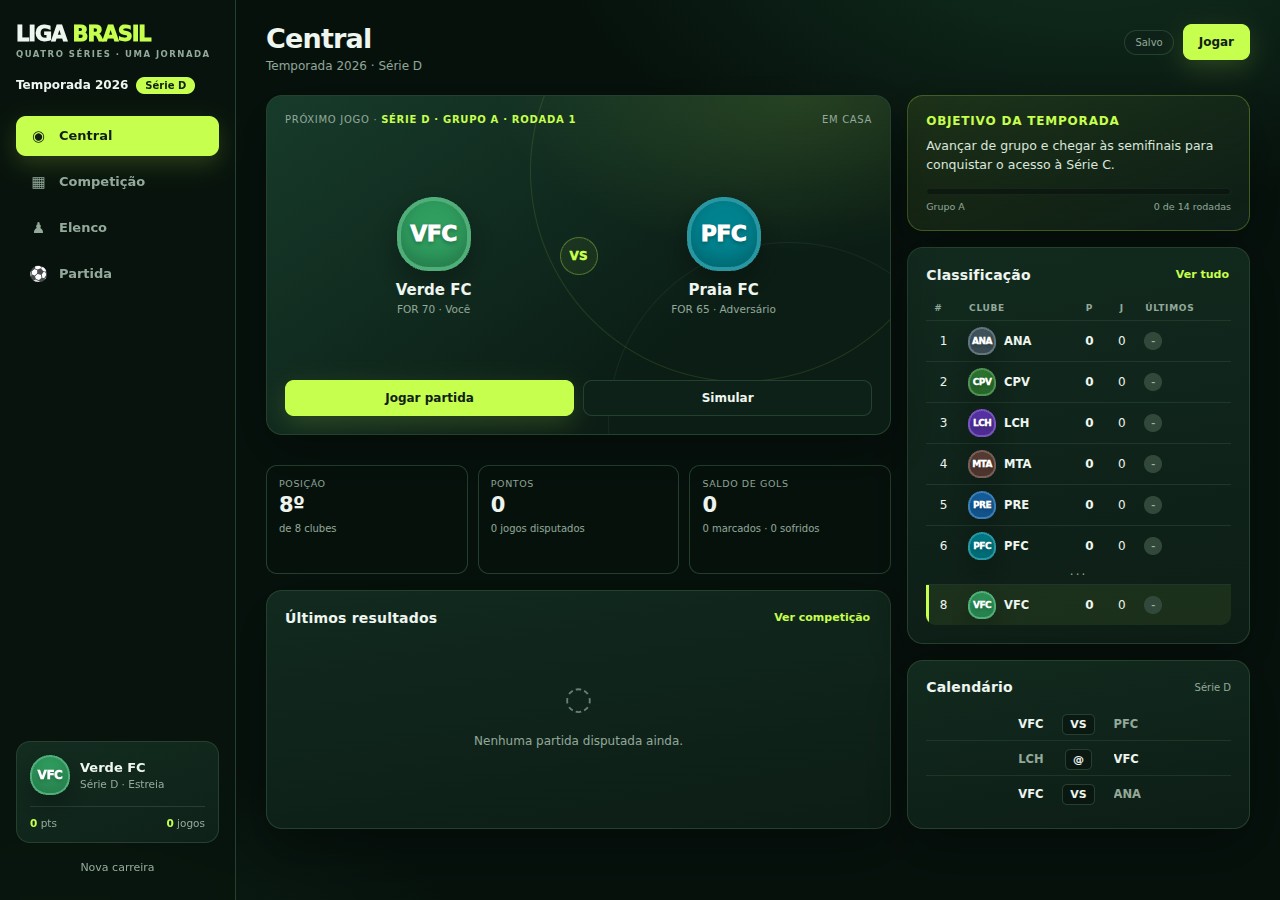 LIGA BRASIL
QUATRO SÉRIES · UMA JORNADA
Temporada 2026 Série D
Central
Competição
Elenco
Partida
VFC
Verde FC
Série D · Estreia
0 pts 0 jogos
Nova carreira
Central
Temporada 2026 · Série D
Salvo
Jogar
PRÓXIMO JOGO · SÉRIE D · GRUPO A · RODADA 1
EM CASA
VFC
Verde FC
FOR 70 · Você
VS
PFC
Praia FC
FOR 65 · Adversário
Jogar partida
Simular
POSIÇÃO
8º
de 8 clubes
PONTOS
0
0 jogos disputados
SALDO DE GOLS
0
0 marcados · 0 sofridos
Últimos resultados
Ver competição
Nenhuma partida disputada ainda.
OBJETIVO DA TEMPORADA
Avançar de grupo e chegar às semifinais para
conquistar o acesso à Série C.
Grupo A 0 de 14 rodadas
Classificação
Ver tudo
# CLUBE P J ÚLTIMOS
1 ANA ANA 0 0 -
2 CPV CPV 0 0 -
3 LCH LCH 0 0 -
4 MTA MTA 0 0 -
5 PRE PRE 0 0 -
6 PFC PFC 0 0 -
...
8 VFC VFC 0 0 -
Calendário
Série D
VFC VS PFC
LCH @ VFC
VFC VS ANA